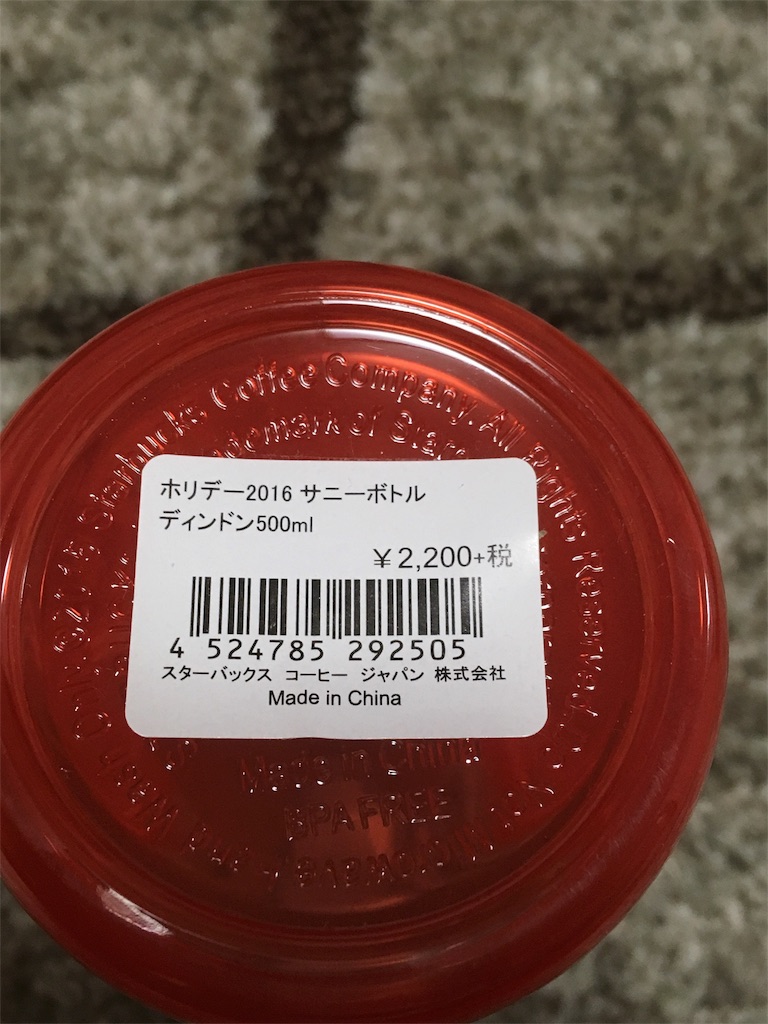 Starbucks Coffee Company. All Rights Reserved.
ホリデー2016 サニーボトル
ディンドン500ml
¥2,200+税
4 524785 292505
スターバックス コーヒー ジャパン 株式会社
Made in China
Made in China
BPA FREE